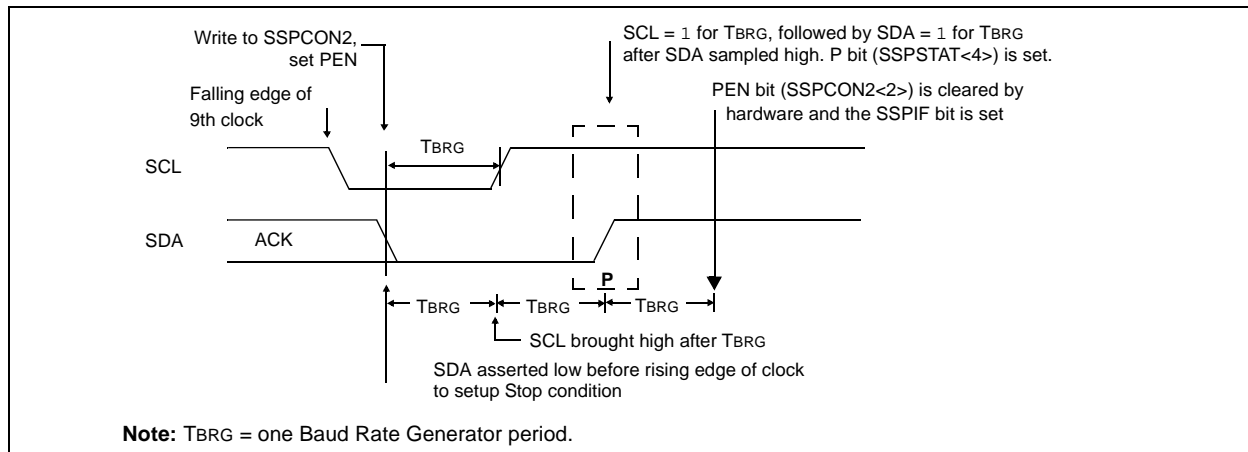 Write to SSPCON2,
set PEN
SCL = 1 for TBRG, followed by SDA = 1 for TBRG
after SDA sampled high. P bit (SSPSTAT<4>) is set.
Falling edge of
9th clock
PEN bit (SSPCON2<2>) is cleared by
hardware and the SSPIF bit is set
TBRG
SCL
SDA
ACK
P
TBRG
TBRG
TBRG
SCL brought high after TBRG
SDA asserted low before rising edge of clock
to setup Stop condition
Note: TBRG = one Baud Rate Generator period.